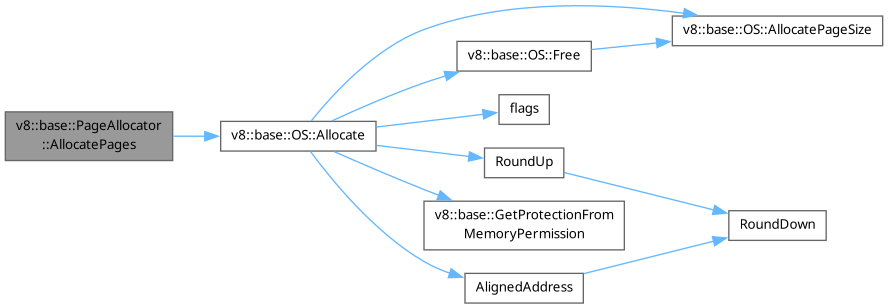 v8::base::PageAllocator
::AllocatePages
v8::base::OS::Allocate
v8::base::OS::Free
v8::base::OS::AllocatePageSize
flags
RoundUp
v8::base::GetProtectionFrom
MemoryPermission
RoundDown
AlignedAddress